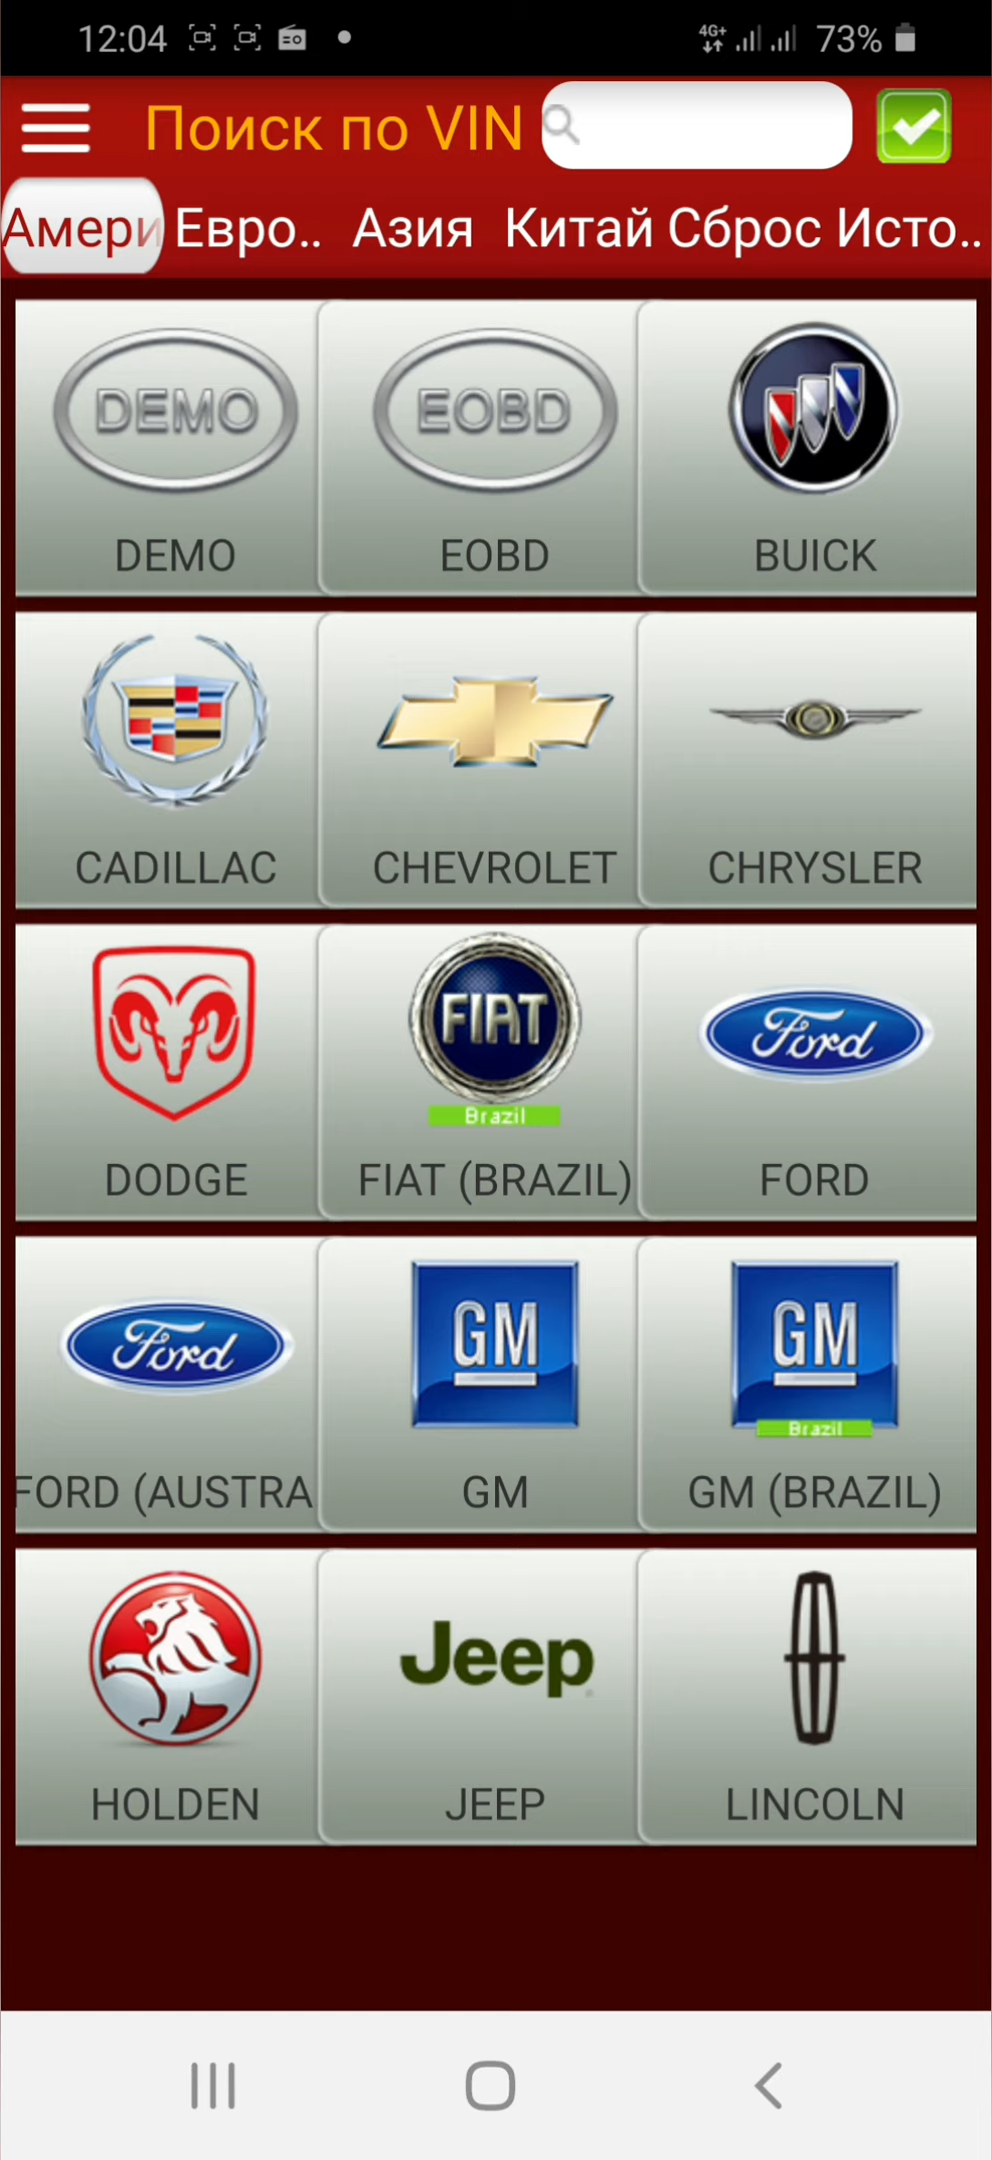 12:04 4G+ 73%
Поиск по VIN
Амери Евро.. Азия Китай Сброс Исто..
DEMO EOBD
DEMO EOBD BUICK
CADILLAC CHEVROLET CHRYSLER
FIAT Ford
Brazil
DODGE FIAT (BRAZIL) FORD
Ford GM GM
Brazil
FORD (AUSTRA GM GM (BRAZIL)
Jeep
HOLDEN JEEP LINCOLN